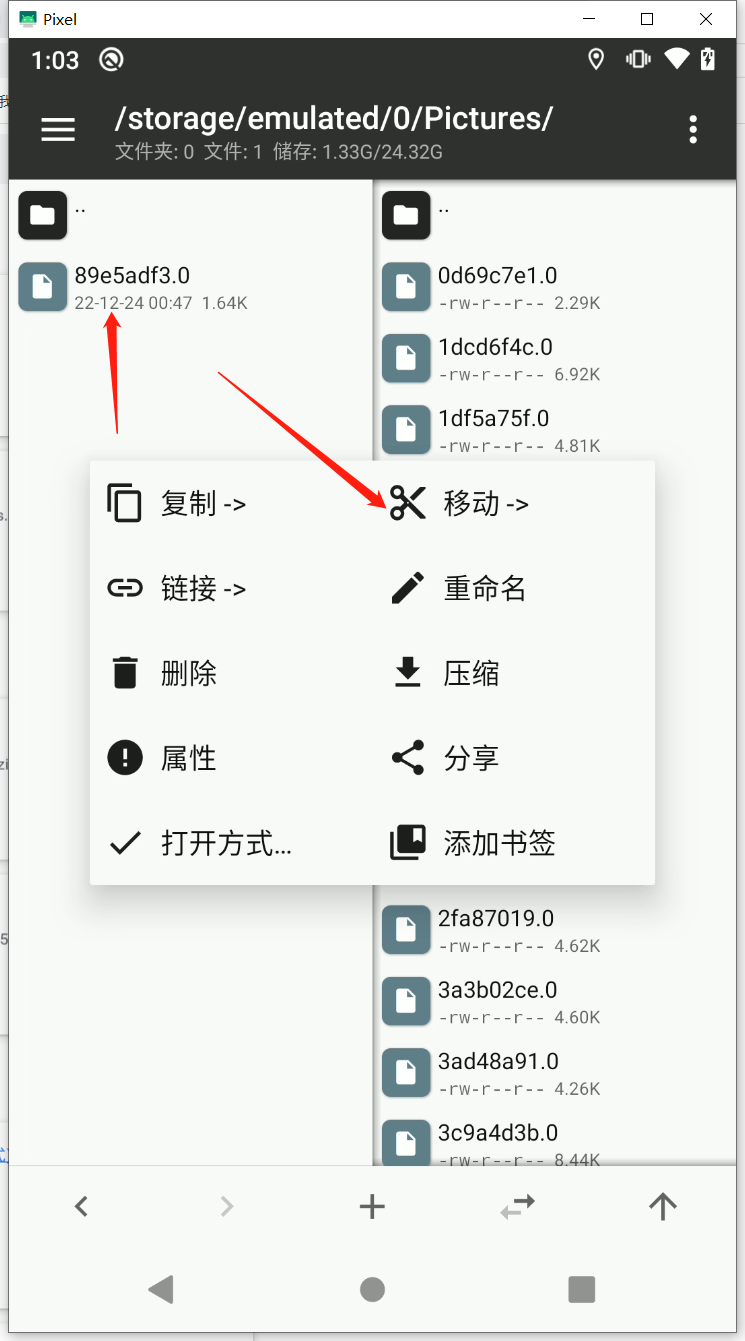 Pixel
1:03
/storage/emulated/0/Pictures/
文件夹: 0 文件: 1 储存: 1.33G/24.32G
..
89e5adf3.0
22-12-24 00:47 1.64K
..
0d69c7e1.0
-rw-r--r-- 2.29K
1dcd6f4c.0
-rw-r--r-- 6.92K
1df5a75f.0
-rw-r--r-- 4.81K
复制 ->
移动 ->
链接 ->
重命名
删除
压缩
属性
分享
打开方式...
添加书签
2fa87019.0
-rw-r--r-- 4.62K
3a3b02ce.0
-rw-r--r-- 4.60K
3ad48a91.0
-rw-r--r-- 4.26K
3c9a4d3b.0
-rw-r--r-- 8.44K